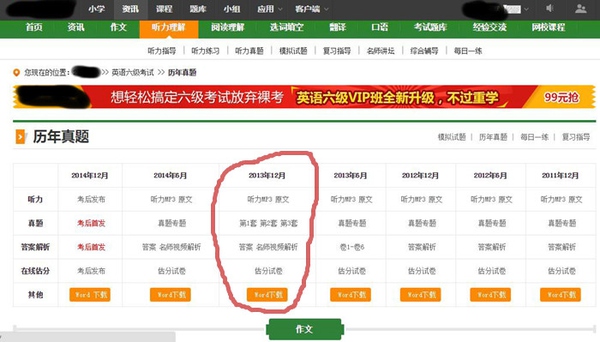 小学 资讯 课程 题库 小组 应用 客户端
首页 资讯 作文 听力理解 阅读理解 选词填空 翻译 口语 考试题库 经验交流 网校课程
听力指导 听力练习 听力真题 模拟试题 复习指导 名师讲坛 综合辅导 每日一练
您现在的位置: >> 英语六级考试 >> 历年真题
想轻松搞定六级考试放弃裸考 英语六级VIP班全新升级,不过重学 99元抢
历年真题 模拟试题 | 历年真题 | 每日一练 | 复习指导
2014年12月 2014年6月 2013年12月 2013年6月 2012年12月 2012年6月 2011年12月
听力 考后发布 听力MP3 原文 听力MP3 原文 听力MP3 原文 听力MP3 原文 听力MP3 原文 听力MP3 原文
真题 考后首发 真题专题 第1套 第2套 第3套 真题专题 真题专题 真题专题 真题专题
答案解析 考后首发 答案 名师视频解析 答案 名师视频解析 卷1-卷6 答案解析 答案解析 答案解析
在线估分 考后发布 估分试卷 估分试卷 估分试卷 估分试卷 估分试卷 估分试卷
其他 Word 下载 Word下载 Word下载 Word下载 Word下载 Word下载 Word下载
作文